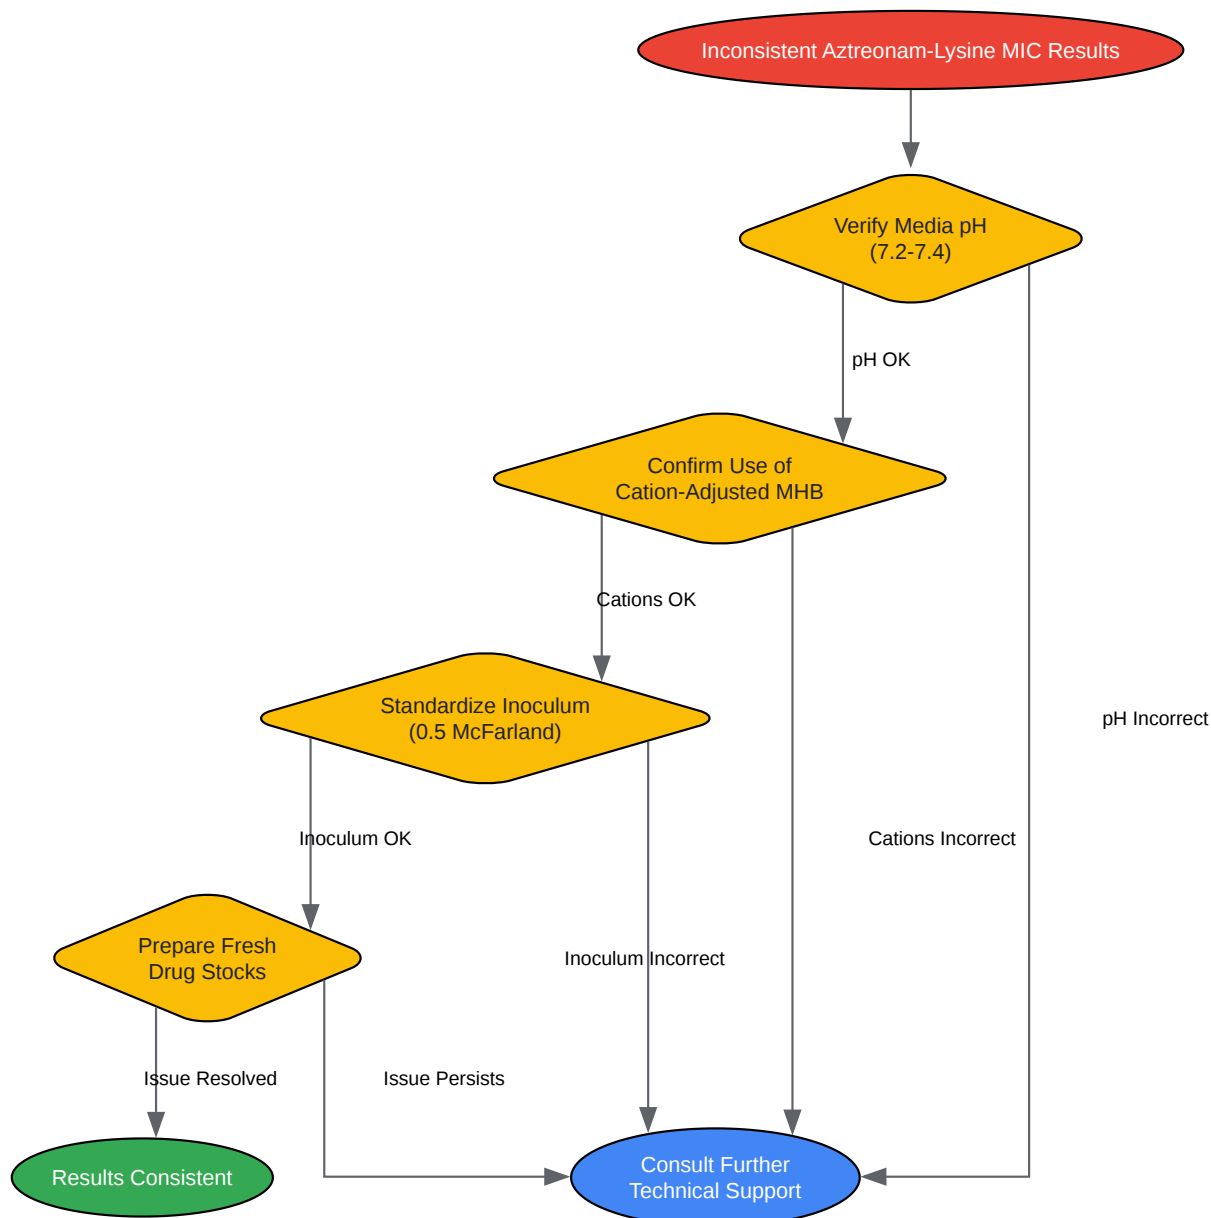 Inconsistent Aztreonam-Lysine MIC Results
Verify Media pH
(7.2-7.4)
pH OK
Confirm Use of
Cation-Adjusted MHB
Cations OK
Standardize Inoculum
(0.5 McFarland)
pH Incorrect
Inoculum OK
Cations Incorrect
Prepare Fresh
Drug Stocks
Inoculum Incorrect
Issue Resolved
Issue Persists
Results Consistent
Consult Further
Technical Support